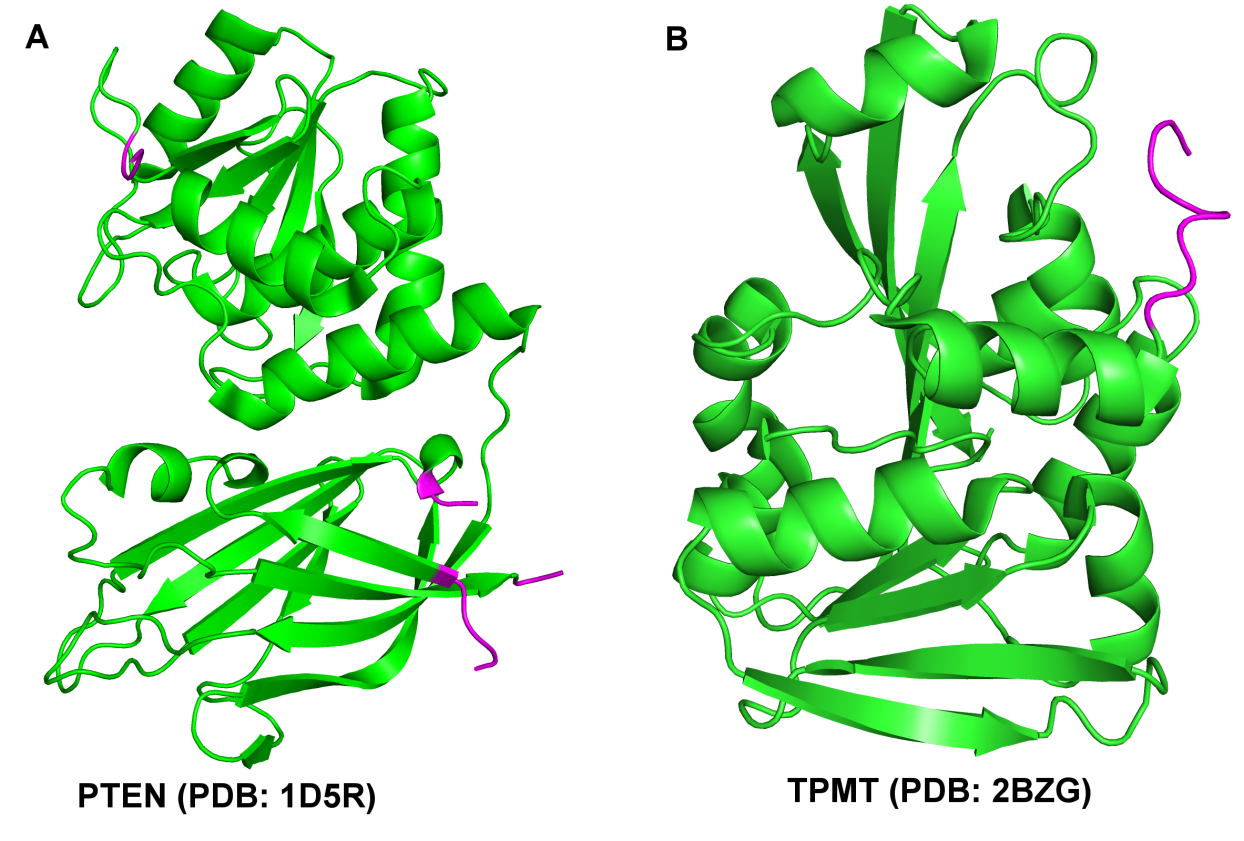 A
B
PTEN (PDB: 1D5R)
TPMT (PDB: 2BZG)